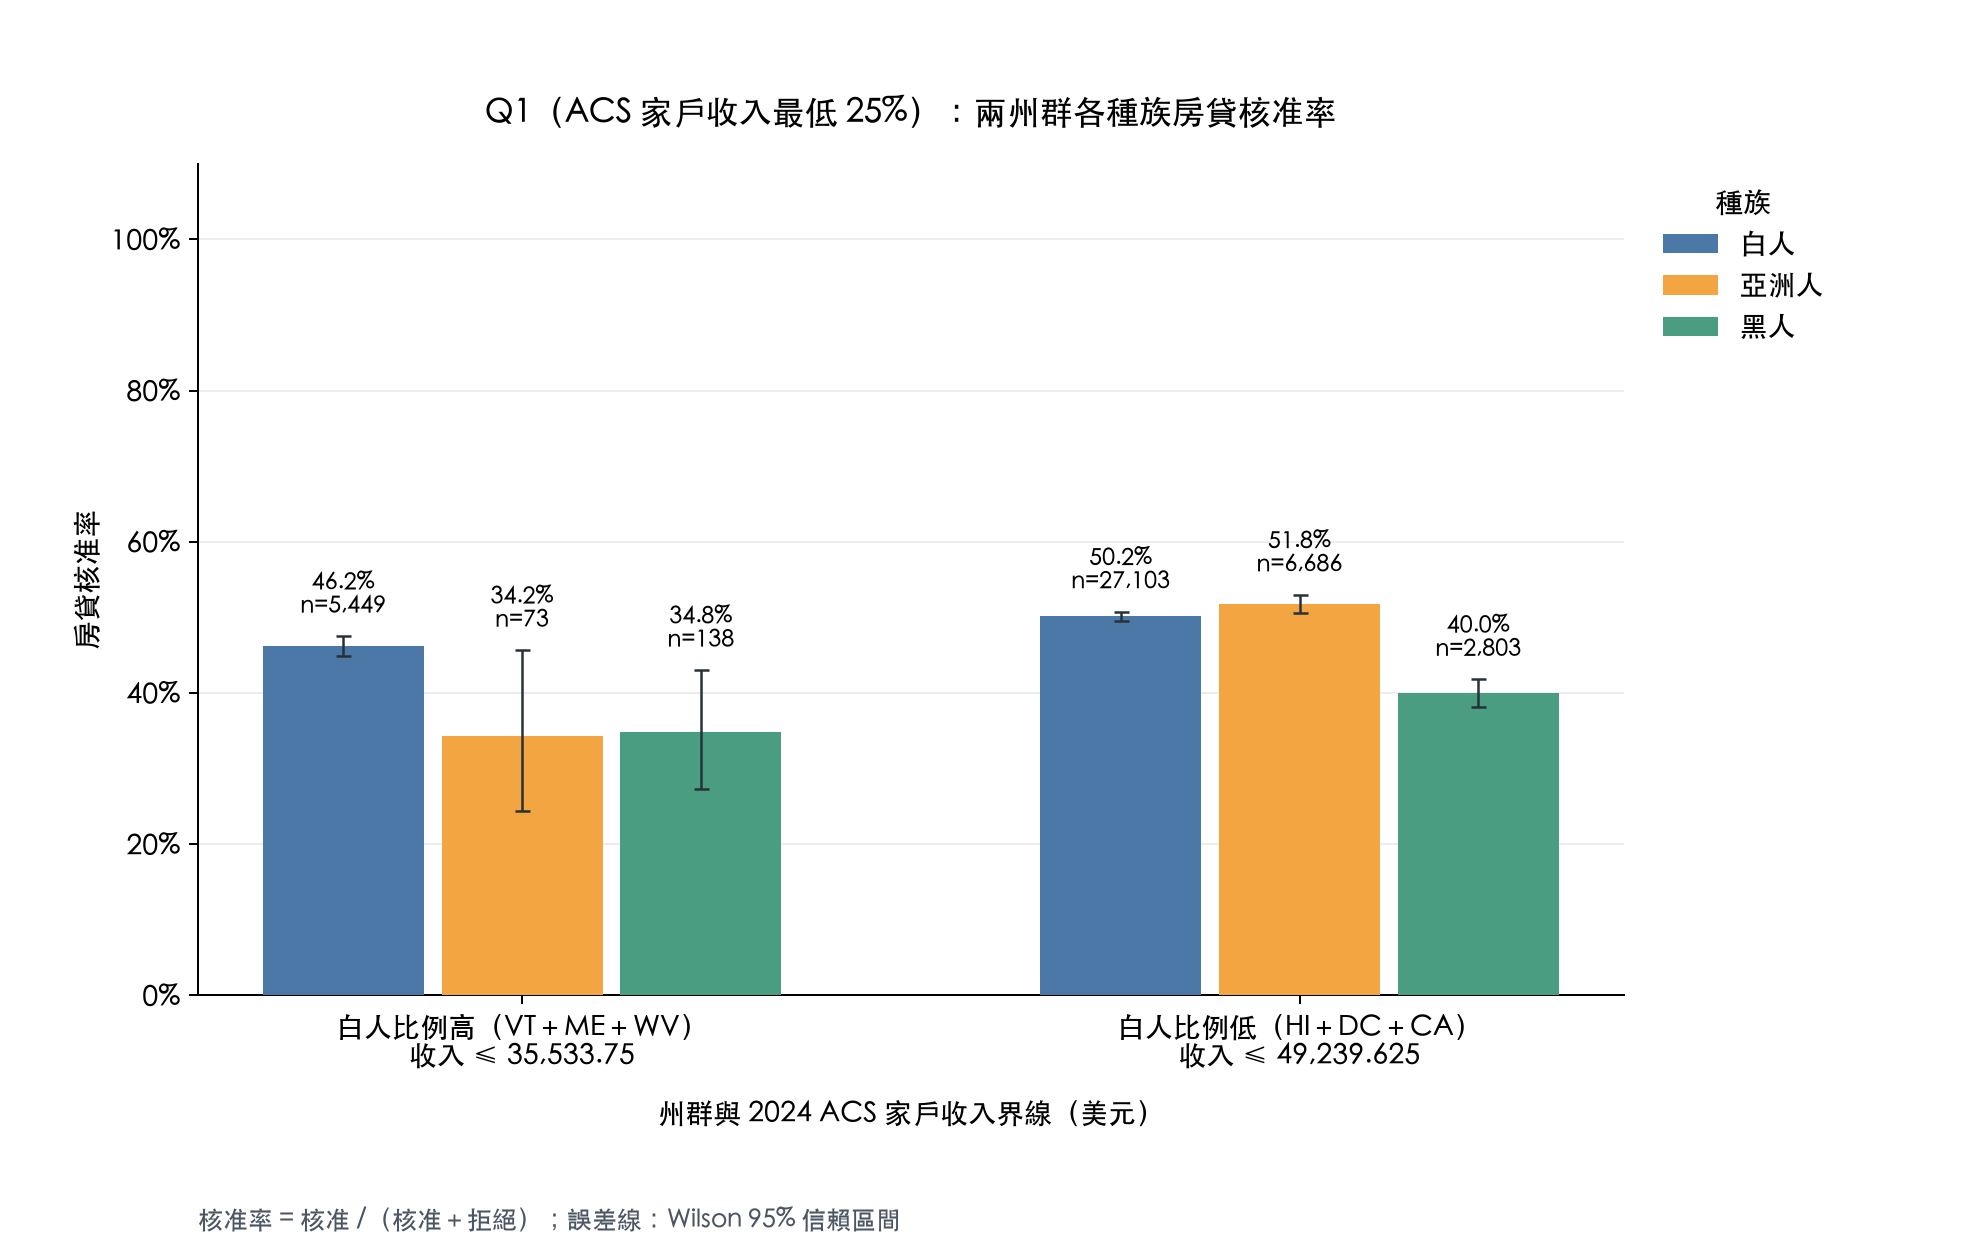 Q1（ACS 家戶收入最低 25%）：兩州群各種族房貸核准率
種族
白人
亞洲人
黑人
房貸核准率
100%
80%
60%
40%
20%
0%
46.2%
n=5,449
34.2%
n=73
34.8%
n=138
50.2%
n=27,103
51.8%
n=6,686
40.0%
n=2,803
白人比例高（VT + ME + WV）
收入 ≤ 35,533.75
白人比例低（HI + DC + CA）
收入 ≤ 49,239.625
州群與 2024 ACS 家戶收入界線（美元）
核准率 = 核准 /（核准 + 拒絕）；誤差線：Wilson 95% 信賴區間